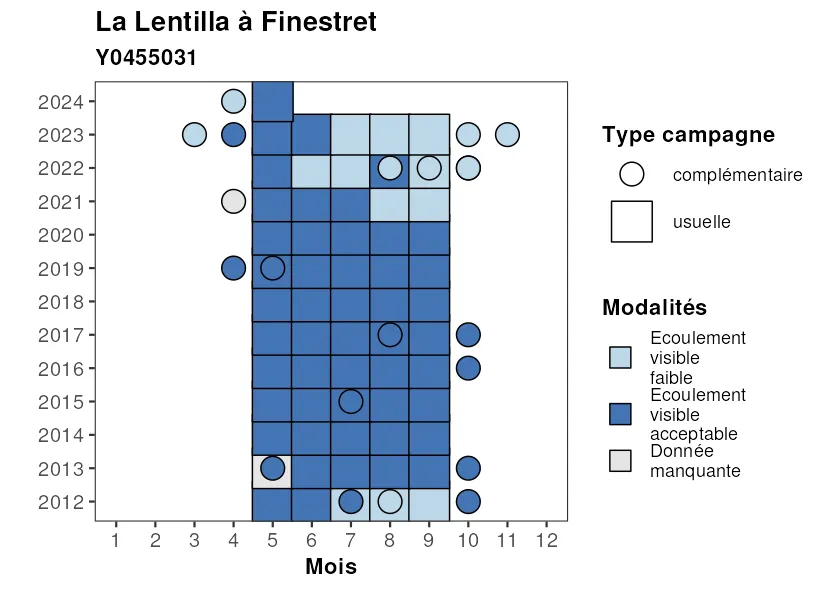 La Lentilla à Finestret
Y0455031
2024
2023
2022
2021
2020
2019
2018
2017
2016
2015
2014
2013
2012
1 2 3 4 5 6 7 8 9 10 11 12
Mois
Type campagne
complémentaire
usuelle
Modalités
Ecoulement
visible
faible
Ecoulement
visible
acceptable
Donnée
manquante